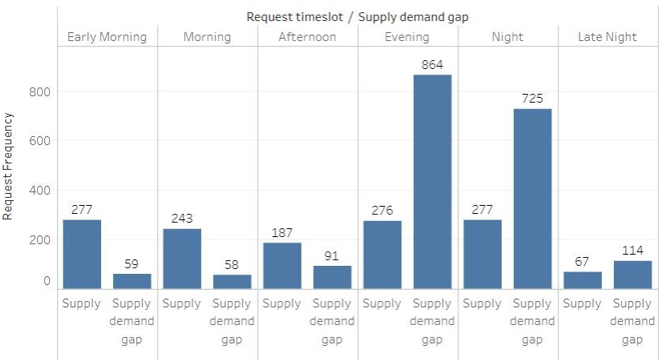 Request timeslot / Supply demand gap
Early Morning Morning Afternoon Evening Night Late Night
Request Frequency
800
600
400
200
0
277 59 243 58 187 91 276 864 277 725 67 114
Supply Supply Supply Supply Supply Supply Supply Supply Supply Supply Supply Supply
demand demand demand demand demand demand
gap gap gap gap gap gap